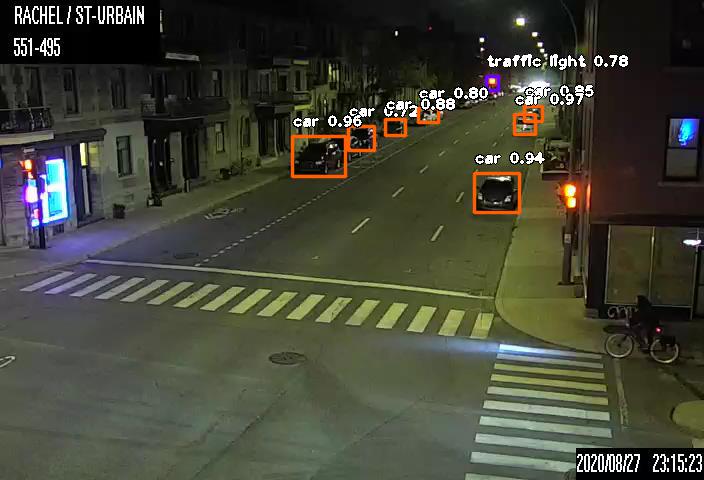 RACHEL / ST-URBAIN
551-495
traffic light 0.78
car 0.80
car 0.95
car 0.88
car 0.97
car 0.72
car 0.96
car 0.94
2020/08/27 23:15:23